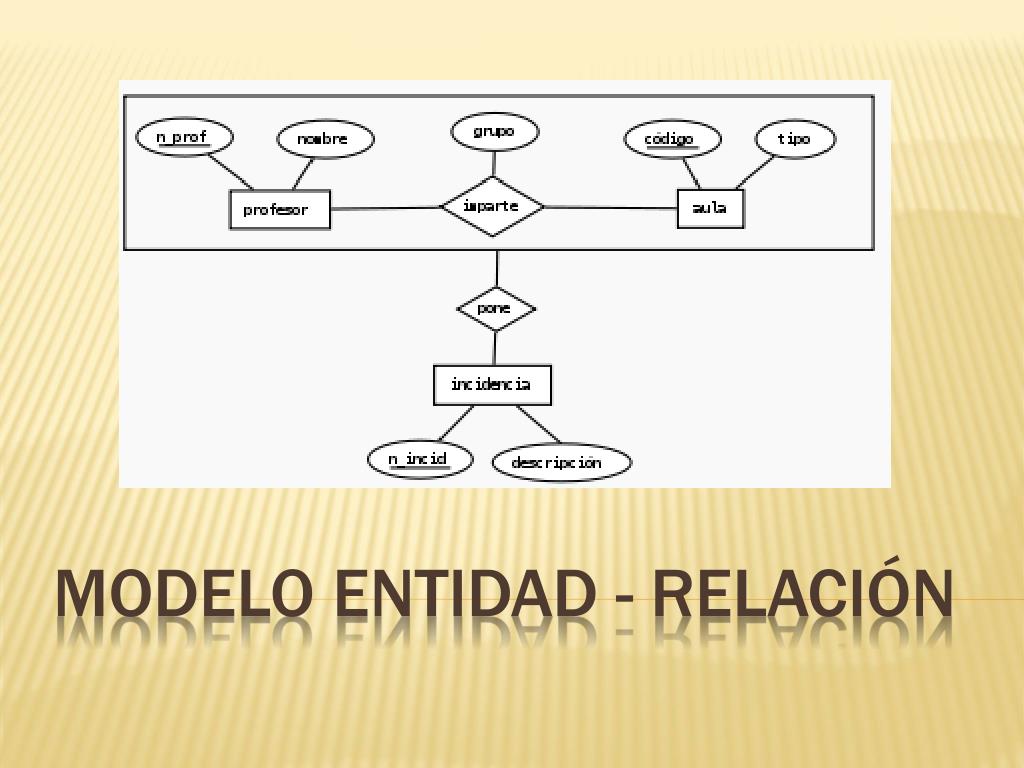 n_prof nombre grupo código tipo
profesor imparte aula
pone
incidencia
n_incid descripción
MODELO ENTIDAD - RELACIÓN